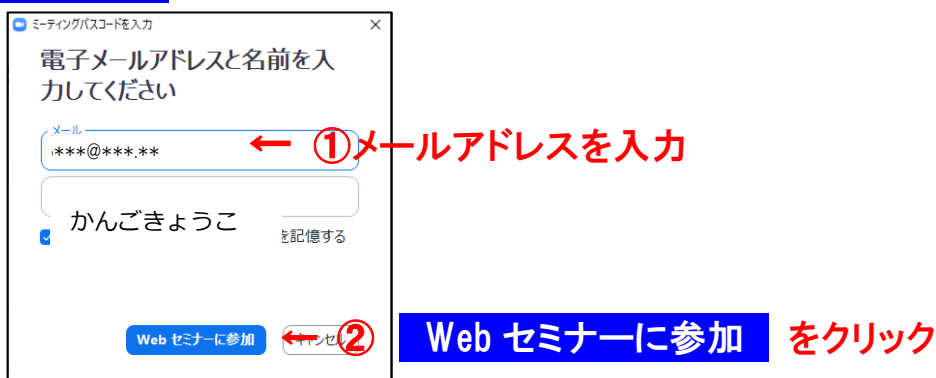 ミーティングパスコードを入力
電子メールアドレスと名前を入
力してください
メール
***@***.**
← ①メールアドレスを入力
かんごきょうこ
を記憶する
Web セミナーに参加
キャンセル
← ② Web セミナーに参加 をクリック